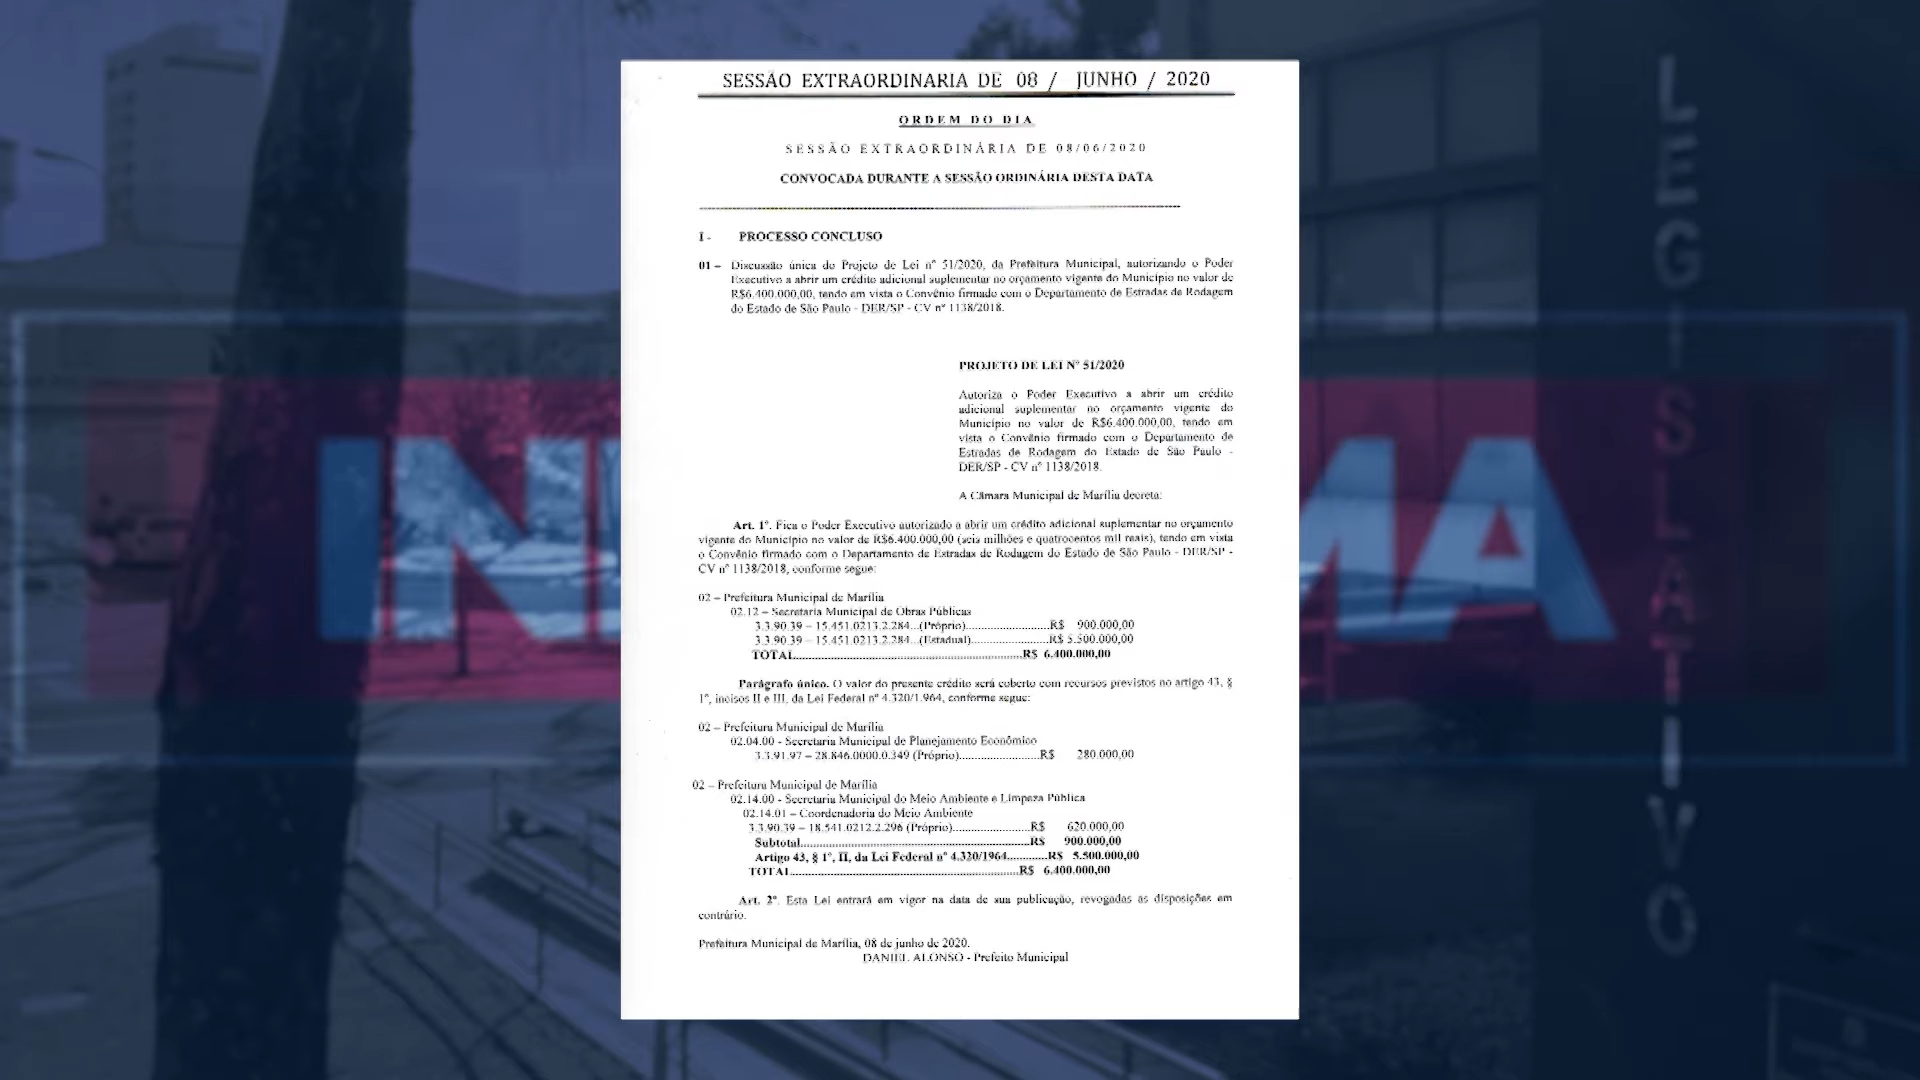 SESSÃO EXTRAORDINARIA DE 08 / JUNHO / 2020
ORDEM DO DIA
SESSÃO EXTRAORDINÁRIA DE 08/06/2020
CONVOCADA DURANTE A SESSÃO ORDINÁRIA DESTA DATA
I - PROCESSO CONCLUSO
01 – Discussão única do Projeto de Lei nº 51/2020, da Prefeitura Municipal, autorizando o Poder
Executivo a abrir um crédito adicional suplementar no orçamento vigente do Município no valor de
R$6.400.000,00, tendo em vista o Convênio firmado com o Departamento de Estradas de Rodagem
do Estado de São Paulo - DER/SP - CV nº 1138/2018.
PROJETO DE LEI Nº 51/2020
Autoriza o Poder Executivo a abrir um crédito
adicional suplementar no orçamento vigente do
Município no valor de R$6.400.000,00, tendo em
vista o Convênio firmado com o Departamento de
Estradas de Rodagem do Estado de São Paulo -
DER/SP - CV nº 1138/2018.
A Câmara Municipal de Marília decreta:
Art. 1º. Fica o Poder Executivo autorizado a abrir um crédito adicional suplementar no orçamento
vigente do Município no valor de R$6.400.000,00 (seis milhões e quatrocentos mil reais), tendo em vista
o Convênio firmado com o Departamento de Estradas de Rodagem do Estado de São Paulo - DER/SP -
CV nº 1138/2018, conforme segue:
02 – Prefeitura Municipal de Marília
02.12 – Secretaria Municipal de Obras Públicas
3.3.90.39 – 15.451.0213.2.284...(Próprio)............................R$ 900.000,00
3.3.90.39 – 15.451.0213.2.284...(Estadual)..........................R$ 5.500.000,00
TOTAL............................................................................R$ 6.400.000,00
Parágrafo único. O valor do presente crédito será coberto com recursos previstos no artigo 43, §
1º, incisos II e III, da Lei Federal nº 4.320/1.964, conforme segue:
02 – Prefeitura Municipal de Marília
02.04.00 - Secretaria Municipal de Planejamento Econômico
3.3.91.97 – 28.846.0000.0.349 (Próprio)...........................R$ 280.000,00
02 – Prefeitura Municipal de Marília
02.14.00 - Secretaria Municipal do Meio Ambiente e Limpeza Pública
02.14.01 – Coordenadoria do Meio Ambiente
3.3.90.39 – 18.541.0212.2.296 (Próprio)..........................R$ 620.000,00
Subtotal...........................................................................R$ 900.000,00
Artigo 43, § 1º, II, da Lei Federal nº 4.320/1964.............R$ 5.500.000,00
TOTAL............................................................................R$ 6.400.000,00
Art. 2º. Esta Lei entrará em vigor na data de sua publicação, revogadas as disposições em
contrário.
Prefeitura Municipal de Marília, 08 de junho de 2020.
DANIEL ALONSO - Prefeito Municipal
IN
MA
LEGISLATIVO